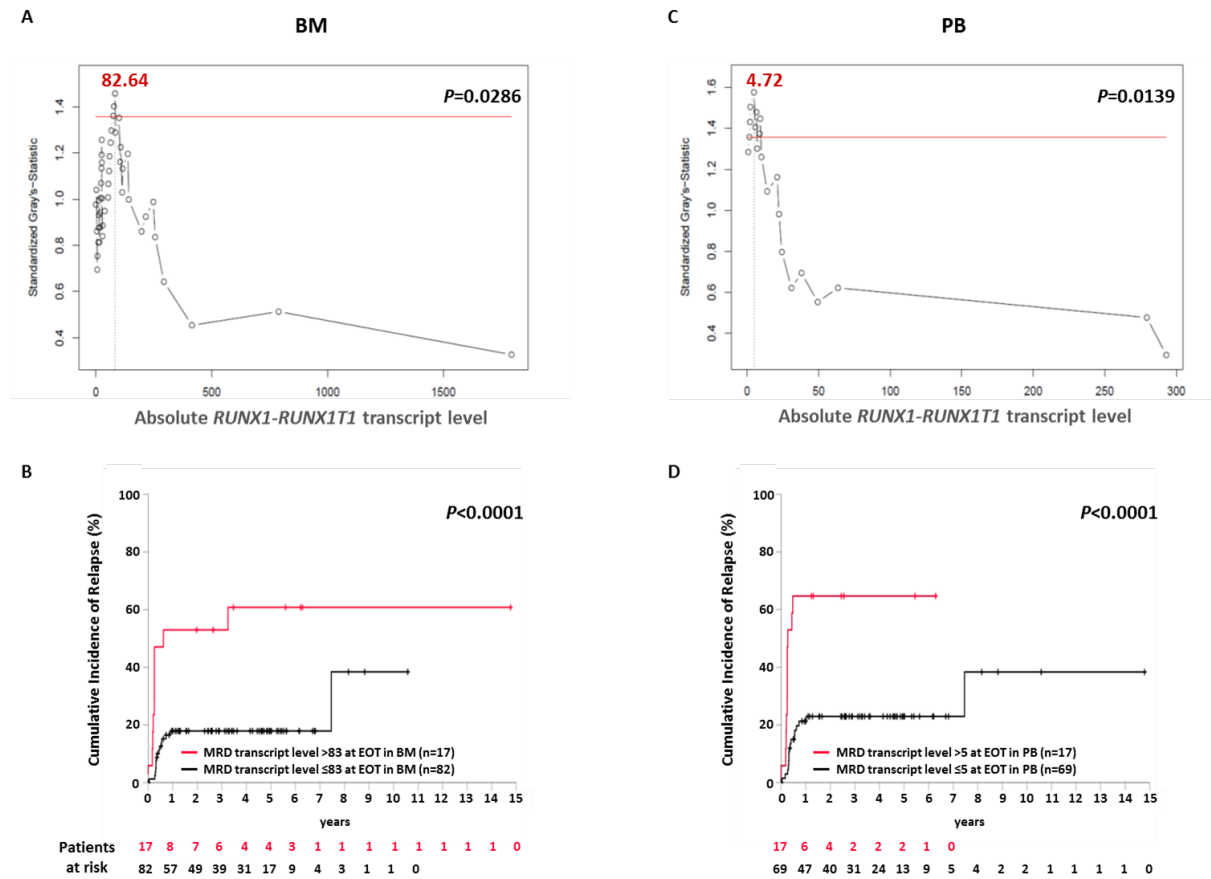 A
BM
82.64
P=0.0286
Standardized Gray's-Statistic
1.4
1.2
1.0
0.8
0.6
0.4
0 500 1000 1500
Absolute RUNX1-RUNX1T1 transcript level
C
PB
4.72
P=0.0139
Standardized Gray's-Statistic
1.6
1.4
1.2
1.0
0.8
0.6
0.4
0 50 100 150 200 250 300
Absolute RUNX1-RUNX1T1 transcript level
B
P<0.0001
Cumulative Incidence of Relapse (%)
100
80
60
40
20
0
MRD transcript level >83 at EOT in BM (n=17)
MRD transcript level ≤83 at EOT in BM (n=82)
0 1 2 3 4 5 6 7 8 9 10 11 12 13 14 15
years
Patients at risk
17 8 7 6 4 4 3 1 1 1 1 1 1 1 1 0
82 57 49 39 31 17 9 4 3 1 1 0
D
P<0.0001
Cumulative Incidence of Relapse (%)
100
80
60
40
20
0
MRD transcript level >5 at EOT in PB (n=17)
MRD transcript level ≤5 at EOT in PB (n=69)
0 1 2 3 4 5 6 7 8 9 10 11 12 13 14 15
years
17 6 4 2 2 2 1 0
69 47 40 31 24 13 9 5 4 2 2 1 1 1 1 0